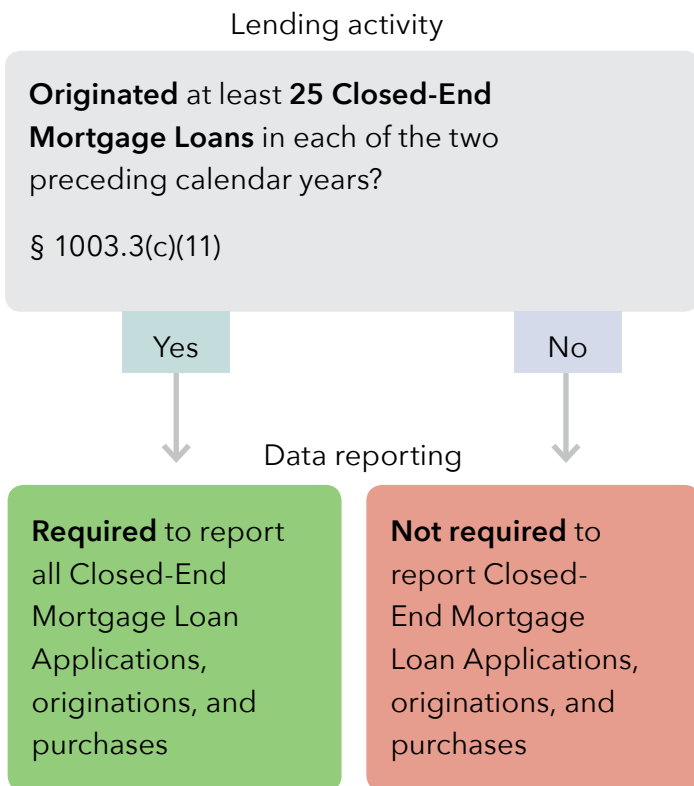 Lending activity
Originated at least 25 Closed-End
Mortgage Loans in each of the two
preceding calendar years?
§ 1003.3(c)(11)
Yes
No
Data reporting
Required to report
all Closed-End
Mortgage Loan
Applications,
originations, and
purchases
Not required to
report Closed-
End Mortgage
Loan Applications,
originations, and
purchases